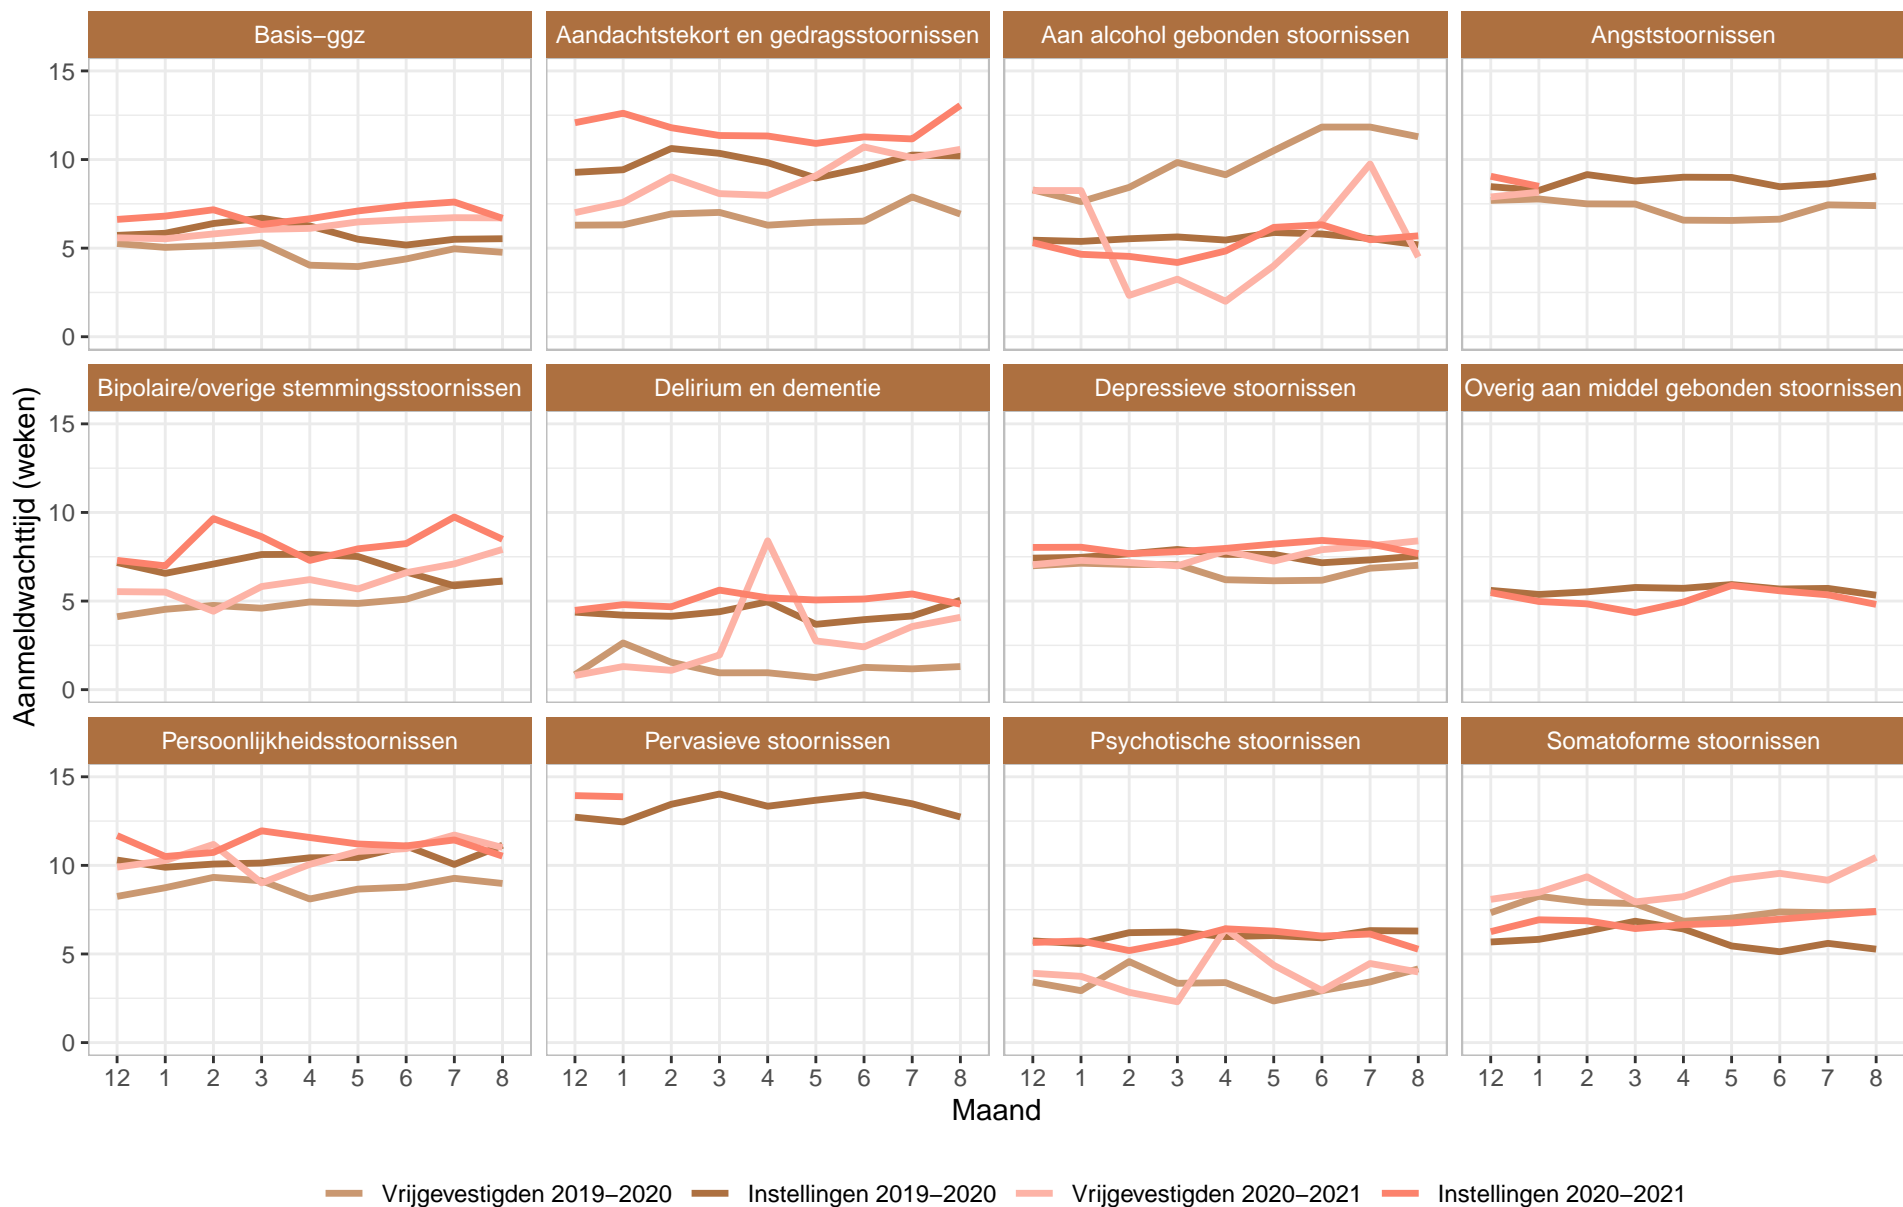 Basis–ggz
Aandachtstekort en gedragsstoornissen
Aan alcohol gebonden stoornissen
Angststoornissen
15
10
5
0
Bipolaire/overige stemmingsstoornissen
Delirium en dementie
Depressieve stoornissen
Overig aan middel gebonden stoornissen
15
10
5
0
Aanmeldwachttijd (weken)
Persoonlijkheidsstoornissen
Pervasieve stoornissen
Psychotische stoornissen
Somatoforme stoornissen
15
10
5
0
12 1 2 3 4 5 6 7 8
12 1 2 3 4 5 6 7 8
12 1 2 3 4 5 6 7 8
12 1 2 3 4 5 6 7 8
Maand
Vrijgevestigden 2019–2020
Instellingen 2019–2020
Vrijgevestigden 2020–2021
Instellingen 2020–2021